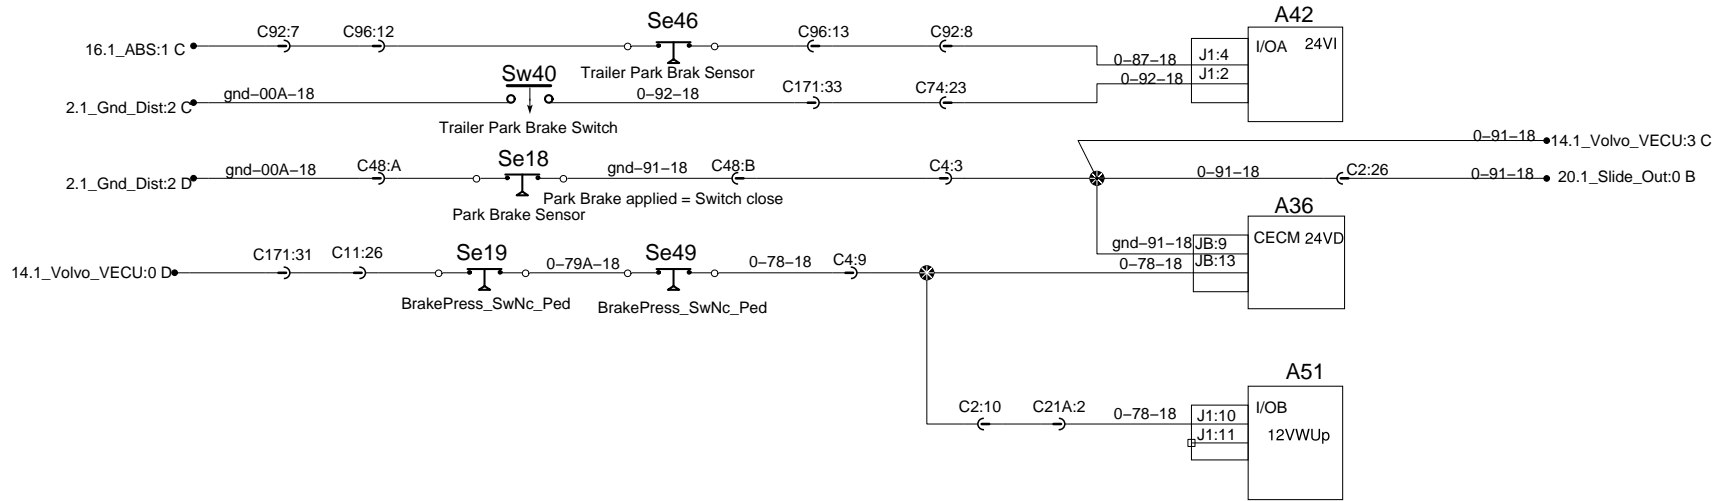 Se46
A42
C92:7
C96:12
C96:13
C92:8
16.1_ABS:1 C
I/OA
24VI
0-87-18
J1:4
Trailer Park Brak Sensor
Sw40
0-92-18
J1:2
gnd-00A-18
0-92-18
C171:33
C74:23
2.1_Gnd_Dist:2 C
Trailer Park Brake Switch
0-91-18
14.1_Volvo_VECU:3 C
Se18
gnd-00A-18
C48:A
gnd-91-18
C48:B
C4:3
0-91-18
C2:26
0-91-18
20.1_Slide_Out:0 B
2.1_Gnd_Dist:2 D
Park Brake applied = Switch close
Park Brake Sensor
A36
CECM
24VD
gnd-91-18
JB:9
Se19
Se49
C171:31
C11:26
0-79A-18
0-78-18
C4:9
0-78-18
JB:13
14.1_Volvo_VECU:0 D
BrakePress_SwNc_Ped
BrakePress_SwNc_Ped
A51
C2:10
C21A:2
0-78-18
J1:10
I/OB
J1:11
12VWUp